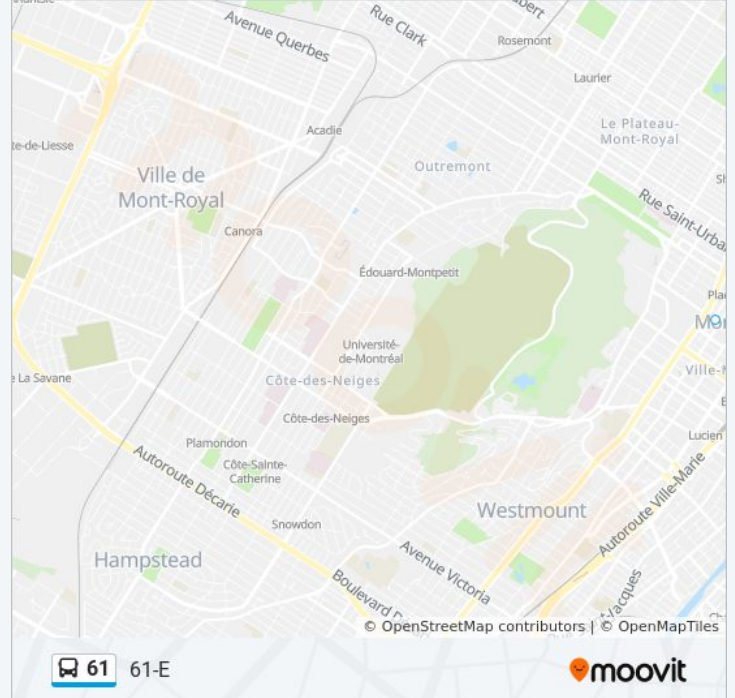 Avenue Querbes
Rue Clark
Rosemont
Laurier
Le Plateau-
Mont-Royal
Acadie
te-de-Liesse
Outremont
Ville de
Mont-Royal
Rue Saint-Urba
Canora
Édouard-Montpetit
Université-
de-Montréal
La Savane
Côte-des-Neiges
Ville-
Côte-des-Neiges
Lucien
Plamondon
Côte-Sainte-
Catherine
Autoroute Décarie
Autoroute Ville-Marie
Westmount
Snowdon
Hampstead
Avenue Victoria
Boulevard D
© OpenStreetMap contributors | © OpenMapTiles
61 61-E
moovit